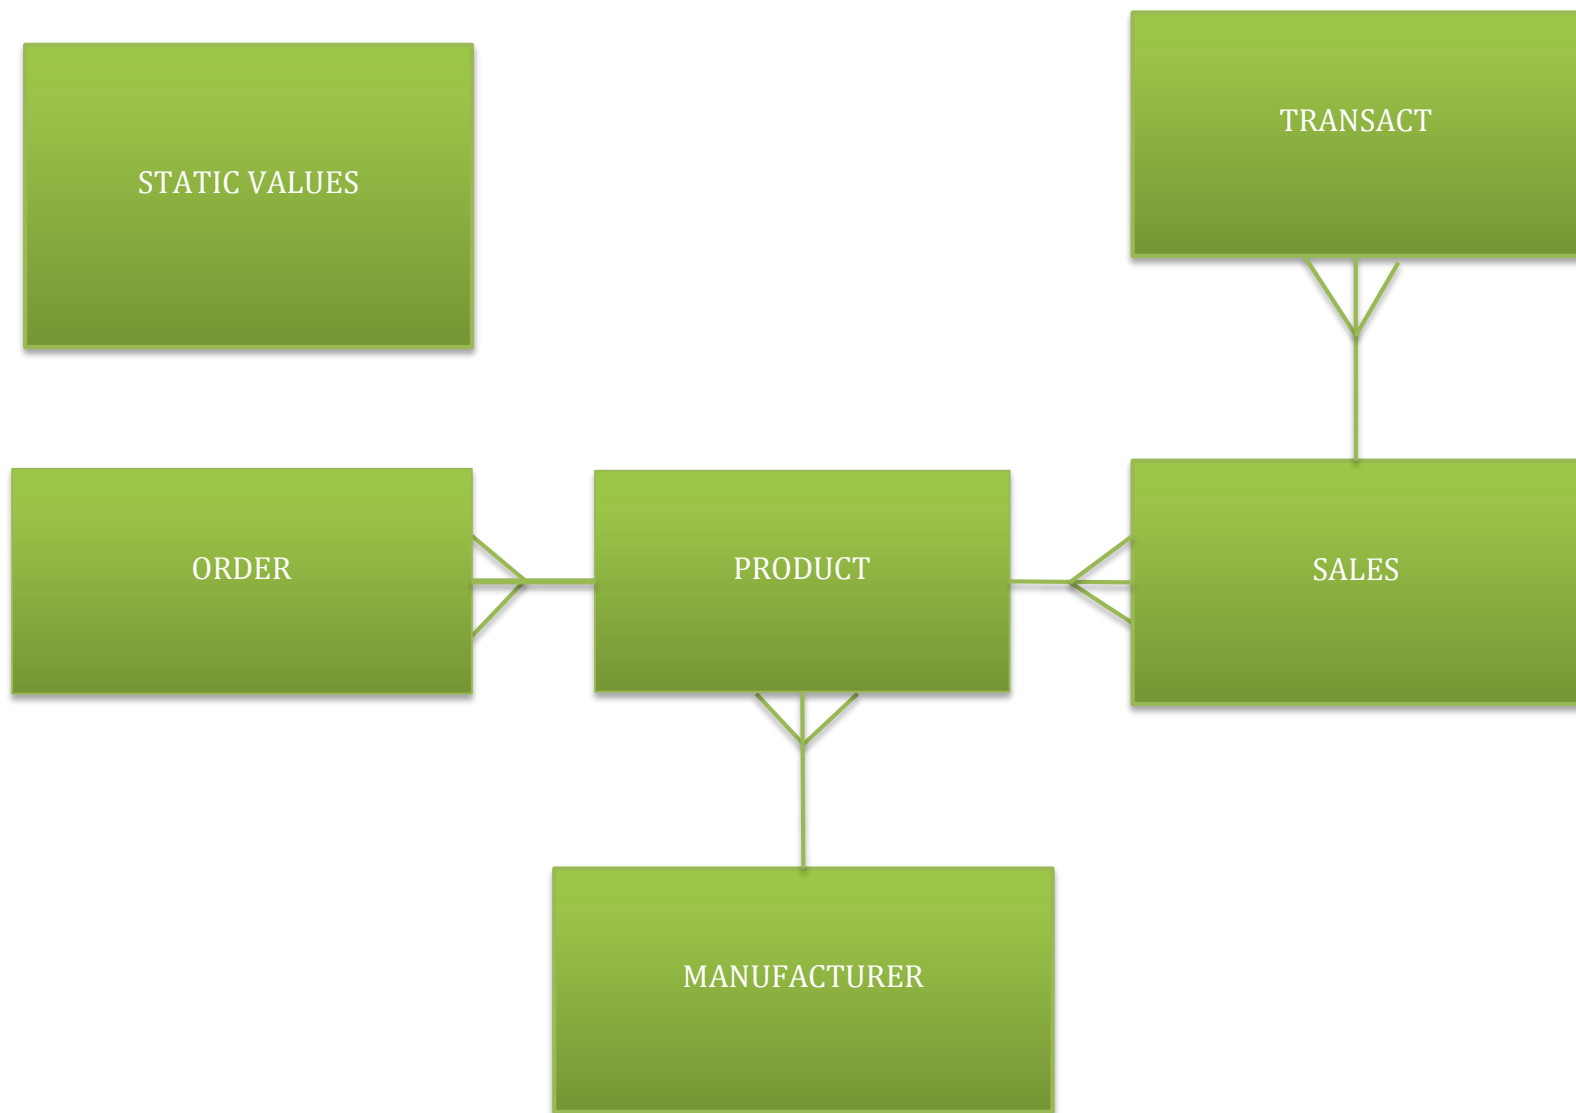 TRANSACT
STATIC VALUES
ORDER
PRODUCT
SALES
MANUFACTURER